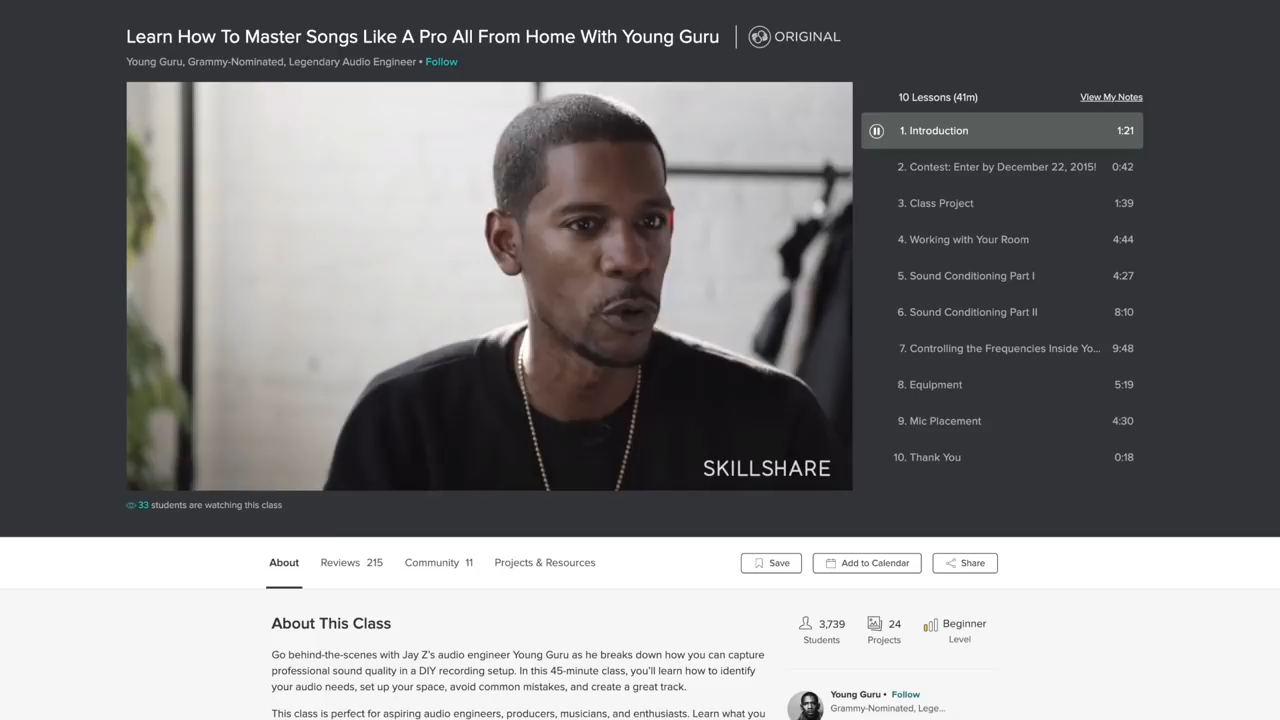 Learn How To Master Songs Like A Pro All From Home With Young Guru
ORIGINAL
Young Guru, Grammy-Nominated, Legendary Audio Engineer • Follow
10 Lessons (41m)
View My Notes
1. Introduction 1:21
2. Contest: Enter by December 22, 2015! 0:42
3. Class Project 1:39
4. Working with Your Room 4:44
5. Sound Conditioning Part I 4:27
6. Sound Conditioning Part II 8:10
7. Controlling the Frequencies Inside Yo... 9:48
8. Equipment 5:19
9. Mic Placement 4:30
10. Thank You 0:18
SKILLSHARE
33 students are watching this class
About Reviews 215 Community 11 Projects & Resources
Save Add to Calendar Share
About This Class
Go behind-the-scenes with Jay Z's audio engineer Young Guru as he breaks down how you can capture
professional sound quality in a DIY recording setup. In this 45-minute class, you'll learn how to identify
your audio needs, set up your space, avoid common mistakes, and create a great track.
This class is perfect for aspiring audio engineers, producers, musicians, and enthusiasts. Learn what you
3,739 24 Beginner
Students Projects Level
Young Guru • Follow
Grammy-Nominated, Lege...